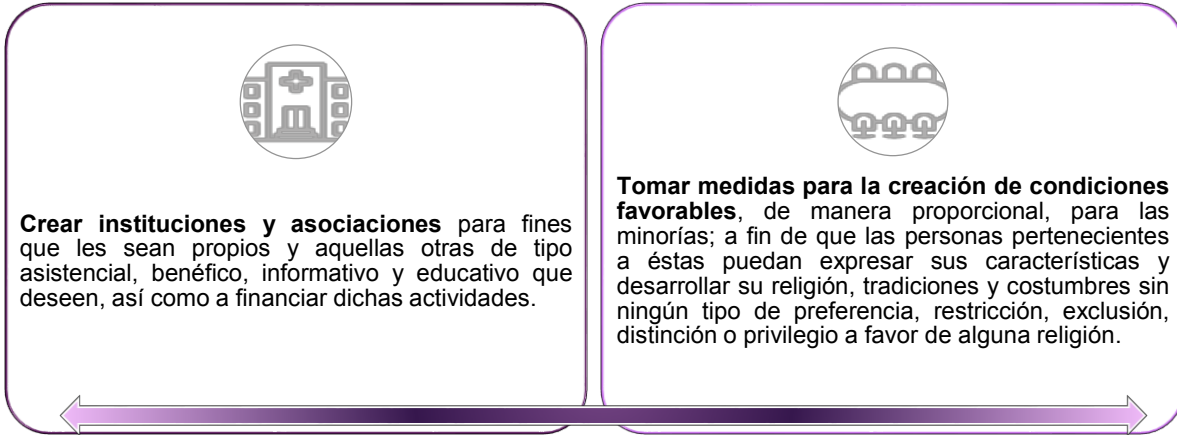 Crear instituciones y asociaciones para fines
que les sean propios y aquellas otras de tipo
asistencial, benéfico, informativo y educativo que
deseen, así como a financiar dichas actividades.
Tomar medidas para la creación de condiciones
favorables, de manera proporcional, para las
minorías; a fin de que las personas pertenecientes
a éstas puedan expresar sus características y
desarrollar su religión, tradiciones y costumbres sin
ningún tipo de preferencia, restricción, exclusión,
distinción o privilegio a favor de alguna religión.